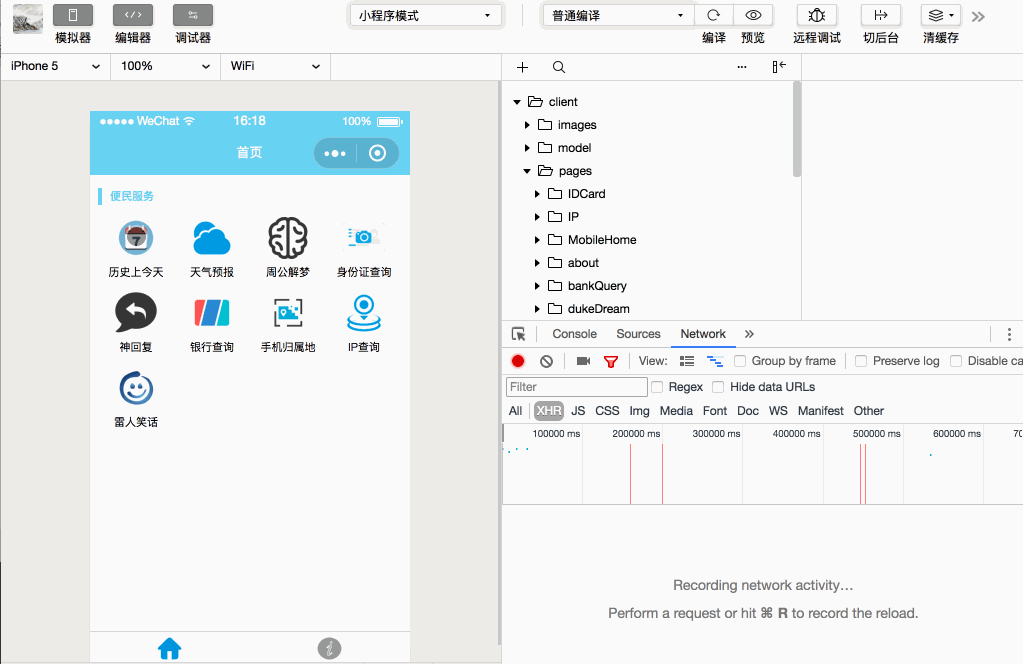 模拟器 编辑器 调试器 小程序模式 普通编译 编译 预览 远程调试 切后台 清缓存
iPhone 5 100% WiFi
WeChat 16:18 100%
首页
便民服务
历史上今天 天气预报 周公解梦 身份证查询
神回复 银行查询 手机归属地 IP查询
雷人笑话
client
images
model
pages
IDCard
IP
MobileHome
about
bankQuery
dukeDream
Console Sources Network
View: Group by frame Preserve log Disable ca
Filter Regex Hide data URLs
All XHR JS CSS Img Media Font Doc WS Manifest Other
100000 ms 200000 ms 300000 ms 400000 ms 500000 ms 600000 ms 70
Recording network activity…
Perform a request or hit ⌘ R to record the reload.